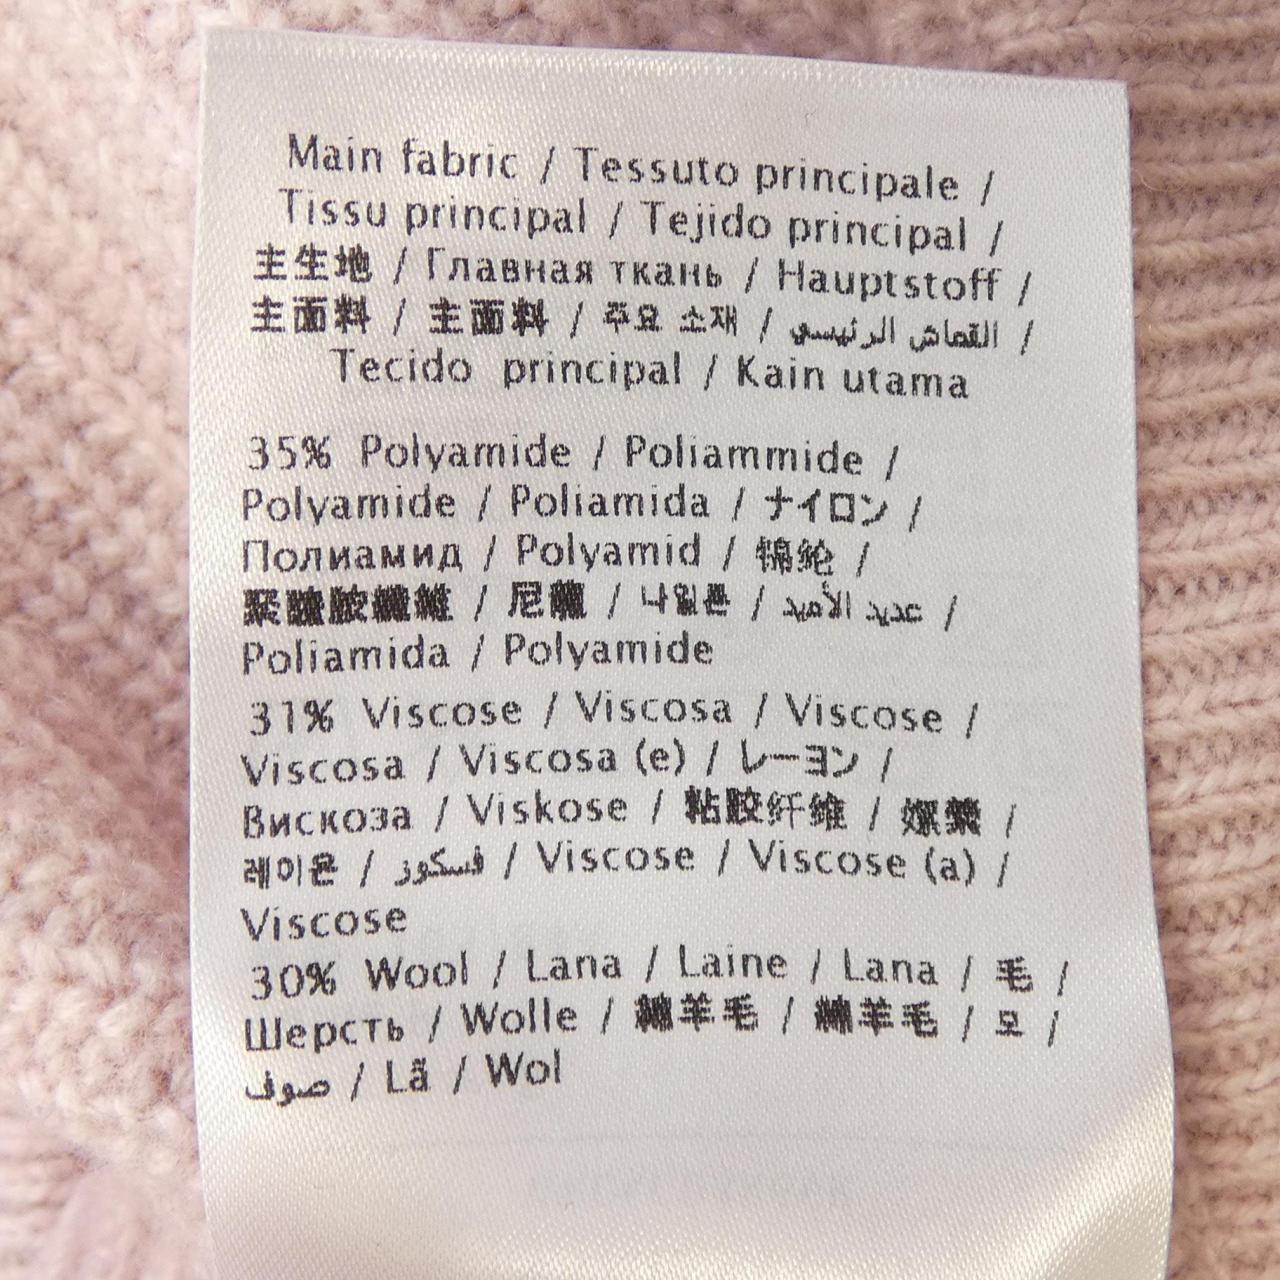 Main fabric / Tessuto principale /
Tissu principal / Tejido principal /
主生地 / Главная ткань / Hauptstoff /
主面料 / 主面料 / 주요 소재 / القماش الرئيسي /
Tecido principal / Kain utama
35% Polyamide / Poliammide /
Polyamide / Poliamida / ナイロン /
Полиамид / Polyamid / 锦纶 /
聚醯胺纖維 / 尼龍 / 나일론 / عديد الأميد /
Poliamida / Polyamide
31% Viscose / Viscosa / Viscose /
Viscosa / Viscosa (e) / レーヨン /
Вискоза / Viskose / 粘胶纤维 / 嫘縈 /
레이온 / فسكوز / Viscose / Viscose (a) /
Viscose
30% Wool / Lana / Laine / Lana / 毛 /
Шерсть / Wolle / 綿羊毛 / 綿羊毛 / 모 /
صوف / Lã / Wol